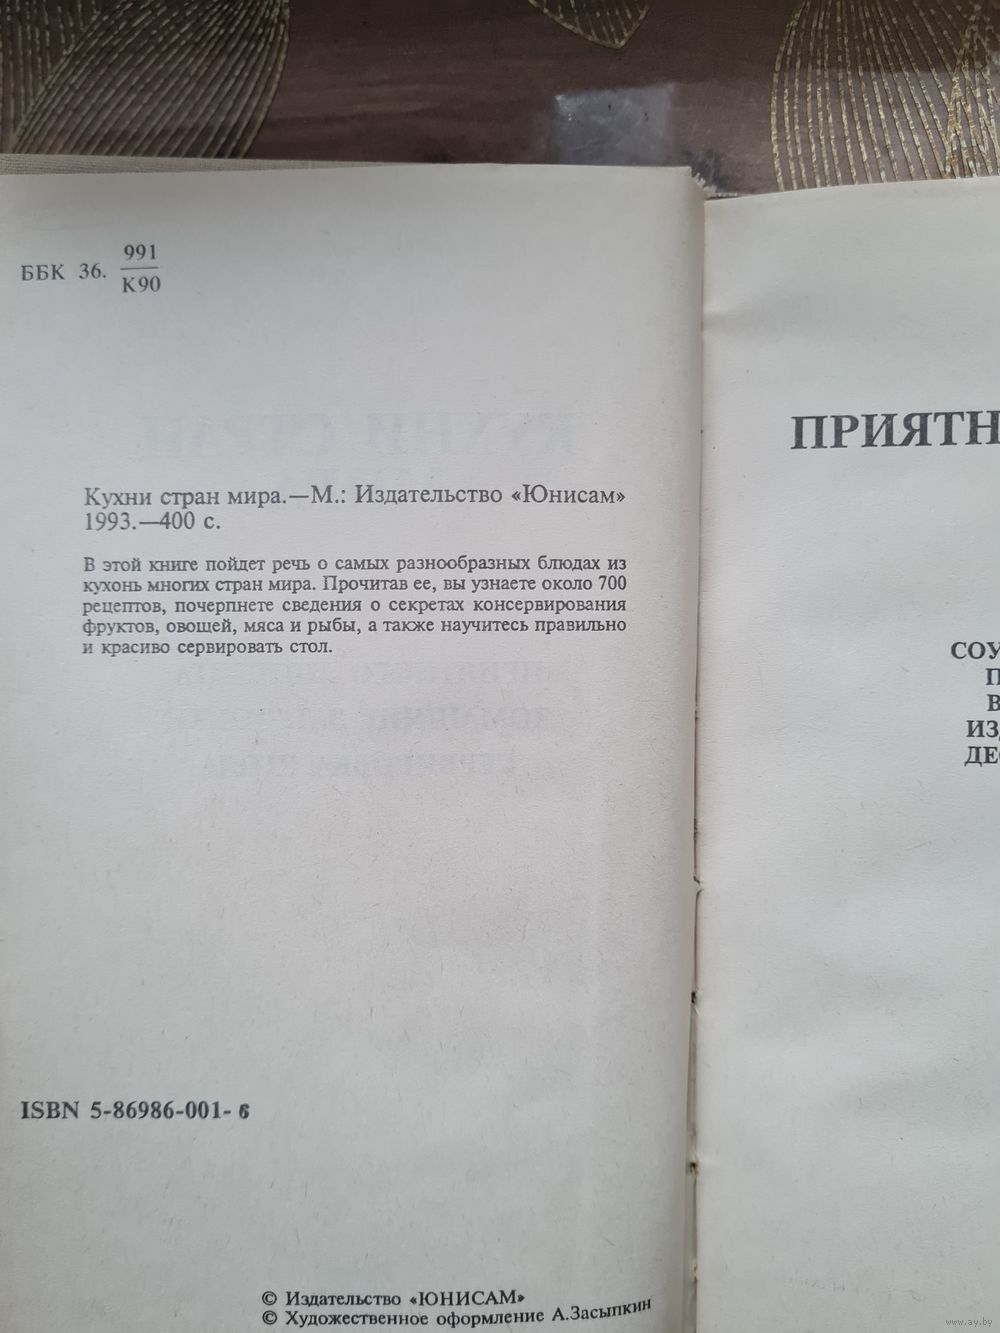 991
ББК 36.
К90
Кухни стран мира.—М.: Издательство «Юнисам»
1993.—400 с.
В этой книге пойдет речь о самых разнообразных блюдах из
кухонь многих стран мира. Прочитав ее, вы узнаете около 700
рецептов, почерпнете сведения о секретах консервирования
фруктов, овощей, мяса и рыбы, а также научитесь правильно
и красиво сервировать стол.
ISBN 5-86986-001- 6
© Издательство «ЮНИСАМ»
© Художественное оформление А.Засыпкин
ПРИЯТН
СОУ
П
В
ИЗ
ДЕ
www.ay.by